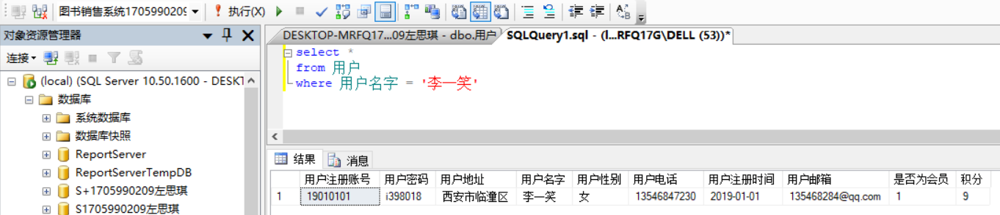 图书销售系统1705990209 执行(X)
对象资源管理器
连接
(local) (SQL Server 10.50.1600 - DESKT
数据库
系统数据库
数据库快照
ReportServer
ReportServerTempDB
S+1705990209左思琪
S1705990209左思琪
DESKTOP-MRFQ17...09左思琪 - dbo.用户 SQLQuery1.sql - (l...RFQ17G\DELL (53))*
select *
from 用户
where 用户名字 = '李一笑'
结果 消息
用户注册账号 用户密码 用户地址 用户名字 用户性别 用户电话 用户注册时间 用户邮箱 是否为会员 积分
1 19010101 i398018 西安市临潼区 李一笑 女 13546847230 2019-01-01 135468284@qq.com 1 9